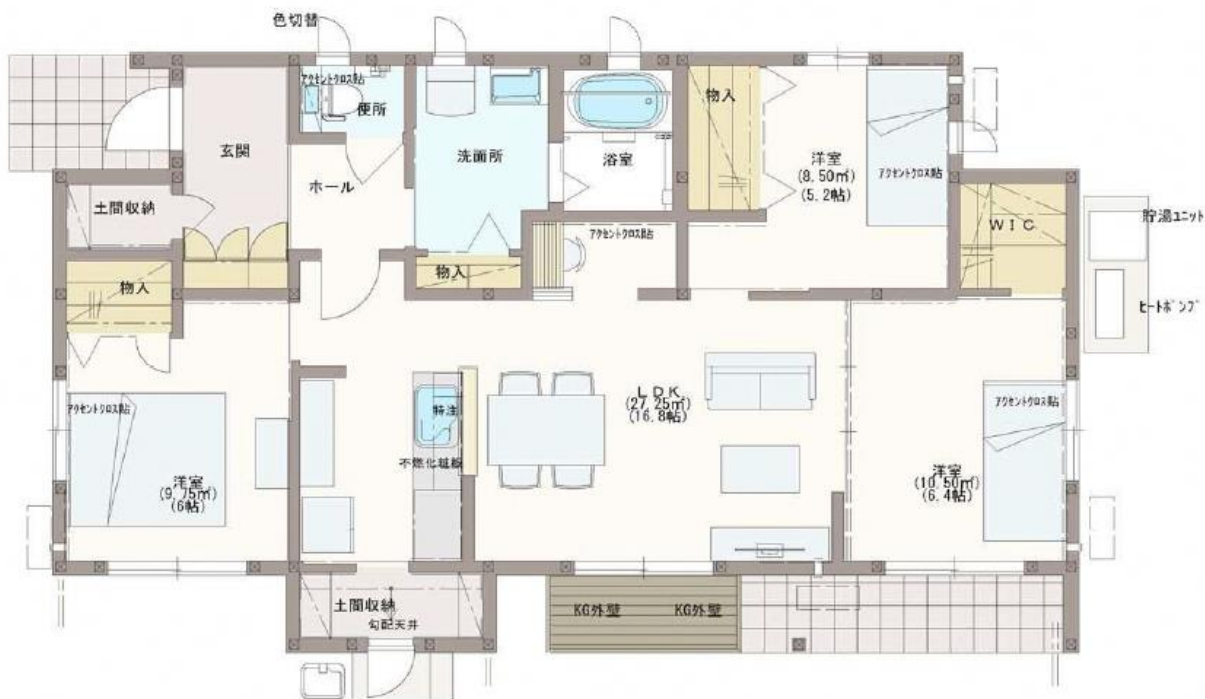 色切替
アクセントクロス貼
便所
玄関
ホール
洗面所
浴室
物入
洋室
(8.50㎡)
(5.2帖)
アクセントクロス貼
土間収納
WIC
貯湯ユニット
ヒートポンプ
物入
物入
アクセントクロス貼
アクセントクロス貼
洋室
(9.75㎡)
(6帖)
特注
不燃化粧板
LDK
(27.25㎡)
(16.8帖)
アクセントクロス貼
洋室
(10.50㎡)
(6.4帖)
土間収納
勾配天井
KG外壁
KG外壁